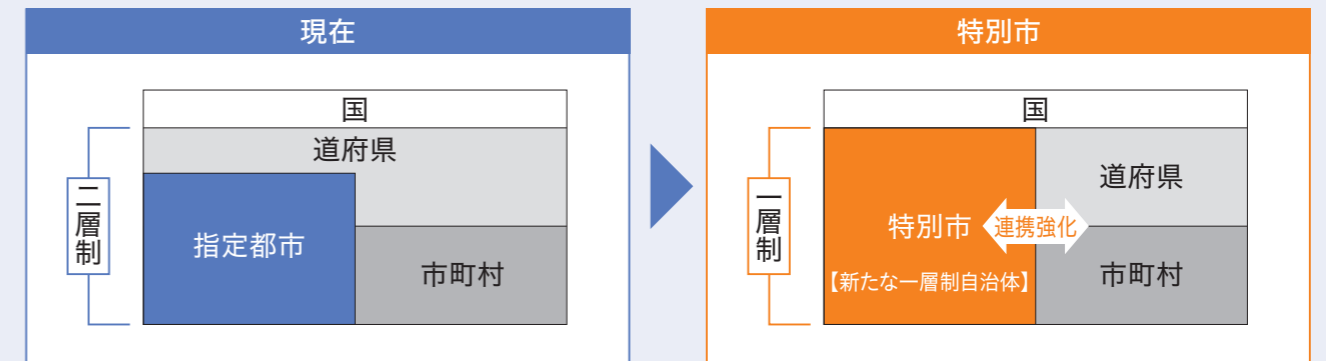 現在
国
道府県
二層制
指定都市
市町村
特別市
国
一層制
道府県
特別市
連携強化
【新たな一層制自治体】
市町村